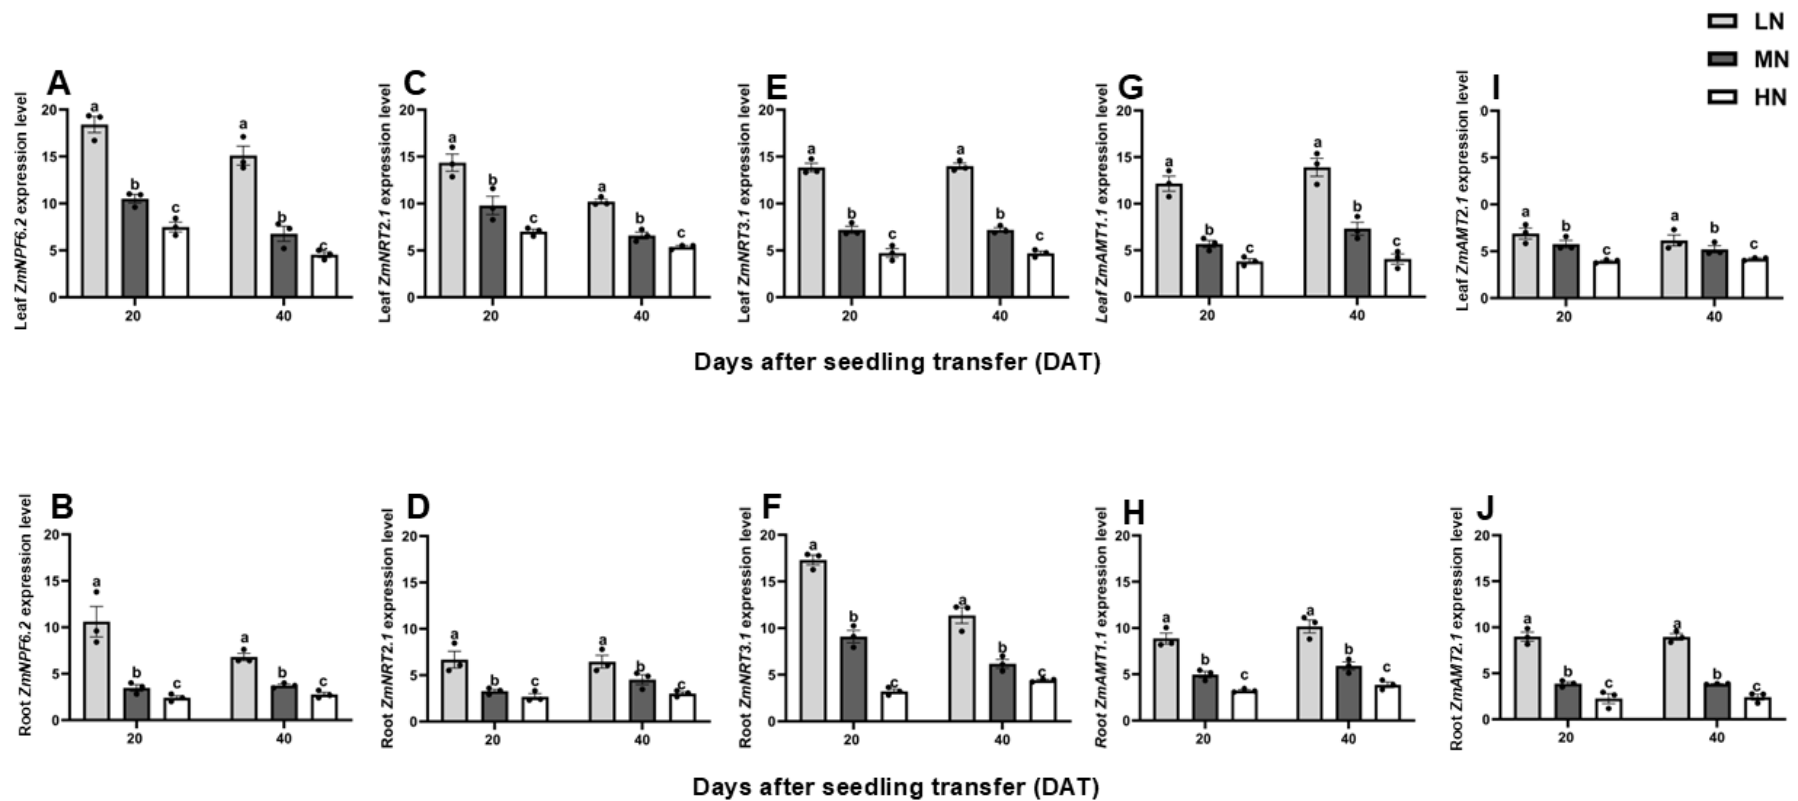 LN
MN
HN
A
Leaf ZmNPF6.2 expression level
20
15
10
5
0
a
b
c
a
b
c
20
40
C
Leaf ZmNRT2.1 expression level
20
15
10
5
0
a
b
c
a
b
c
20
40
E
Leaf ZmNRT3.1 expression level
20
15
10
5
0
a
b
c
a
b
c
20
40
G
Leaf ZmAMT1.1 expression level
20
15
10
5
0
a
b
c
a
b
c
20
40
I
Leaf ZmAMT2.1 expression level
0
5
0
5
0
a
b
c
a
b
c
20
40
Days after seedling transfer (DAT)
B
Root ZmNPF6.2 expression level
20
15
10
5
0
a
b
c
a
b
c
20
40
D
Root ZmNRT2.1 expression level
20
15
10
5
0
a
b
c
a
b
c
20
40
F
Root ZmNRT3.1 expression level
20
15
10
5
0
a
b
c
a
b
c
20
40
H
Root ZmAMT1.1 expression level
20
15
10
5
0
a
b
c
a
b
c
20
40
J
Root ZmAMT2.1 expression level
20
15
10
5
0
a
b
c
a
b
c
20
40
Days after seedling transfer (DAT)